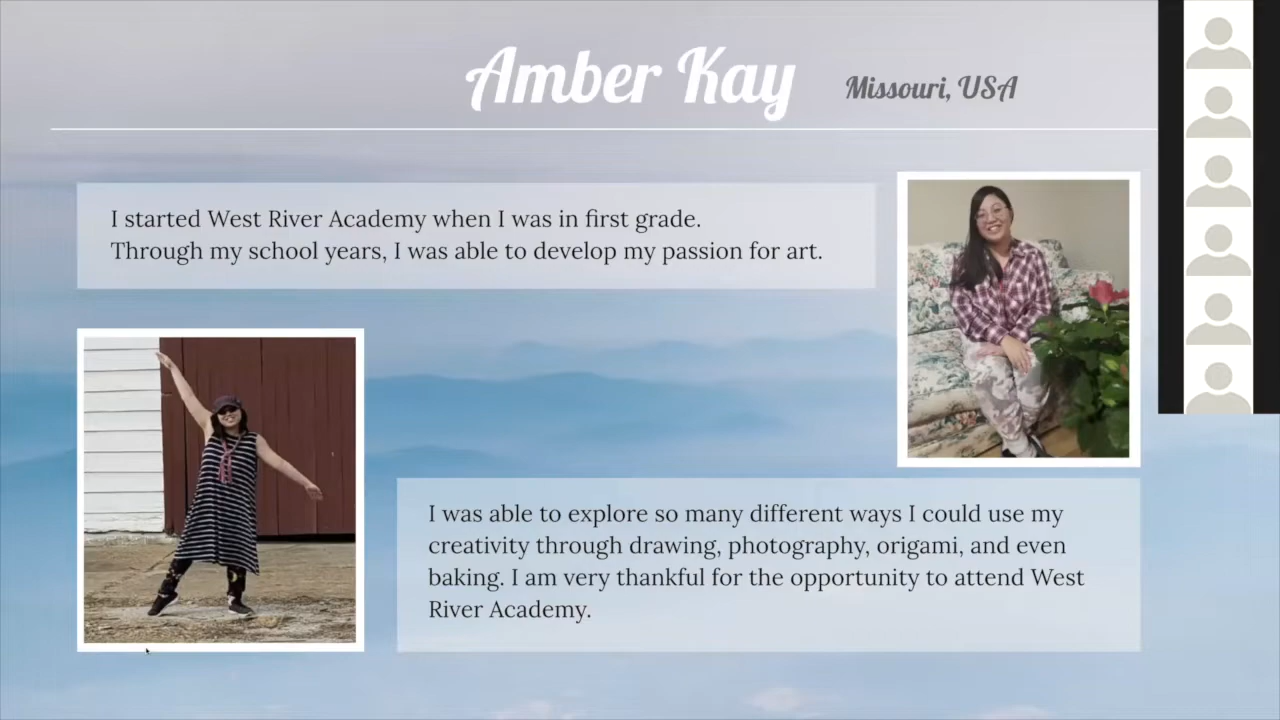 Amber Kay Missouri, USA
I started West River Academy when I was in first grade.
Through my school years, I was able to develop my passion for art.
I was able to explore so many different ways I could use my
creativity through drawing, photography, origami, and even
baking. I am very thankful for the opportunity to attend West
River Academy.